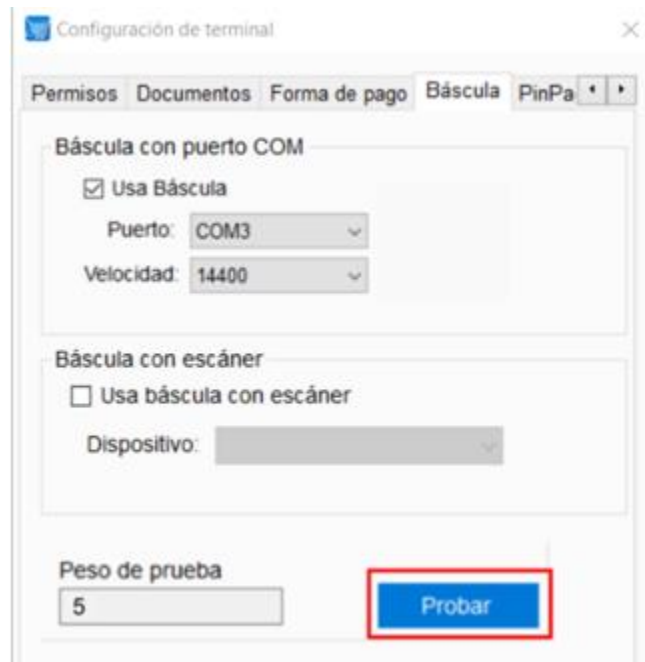 Configuración de terminal
Permisos Documentos Forma de pago Báscula PinPa
Báscula con puerto COM
Usa Báscula
Puerto: COM3
Velocidad: 14400
Báscula con escáner
Usa báscula con escáner
Dispositivo:
Peso de prueba
5 Probar